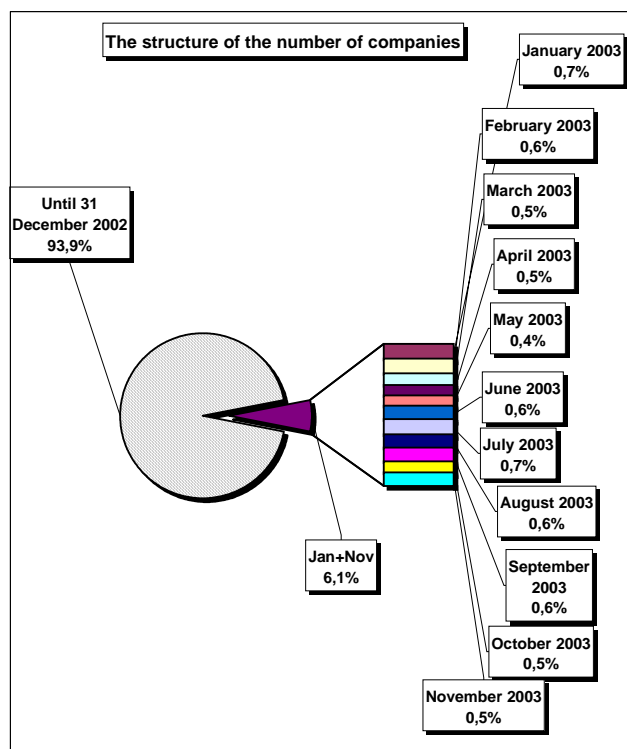 The structure of the number of companies
January 2003
0,7%
February 2003
0,6%
March 2003
0,5%
April 2003
0,5%
May 2003
0,4%
June 2003
0,6%
July 2003
0,7%
August 2003
0,6%
September
2003
0,6%
October 2003
0,5%
November 2003
0,5%
Until 31
December 2002
93,9%
Jan+Nov
6,1%